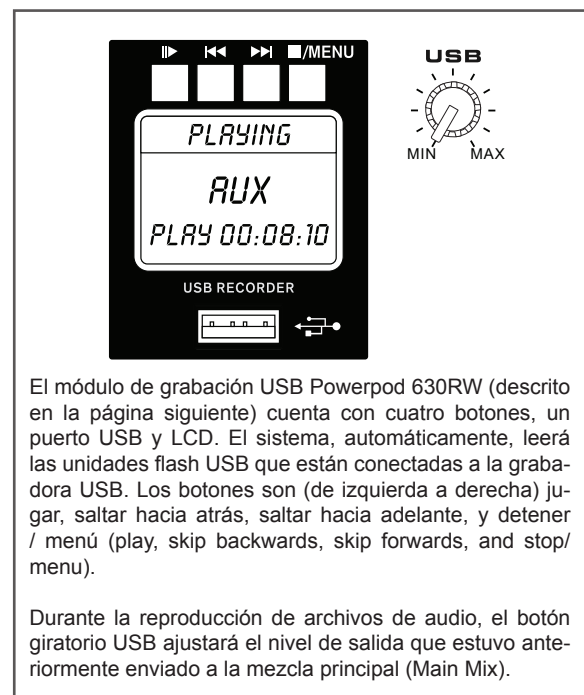 /MENU
USB
MIN MAX
PLAYING
AUX
PLAY 00:08:10
USB RECORDER
El módulo de grabación USB Powerpod 630RW (descrito
en la página siguiente) cuenta con cuatro botones, un
puerto USB y LCD. El sistema, automáticamente, leerá
las unidades flash USB que están conectadas a la graba-
dora USB. Los botones son (de izquierda a derecha) ju-
gar, saltar hacia atrás, saltar hacia adelante, y detener
/ menú (play, skip backwards, skip forwards, and stop/
menu).
Durante la reproducción de archivos de audio, el botón
giratorio USB ajustará el nivel de salida que estuvo ante-
riormente enviado a la mezcla principal (Main Mix).